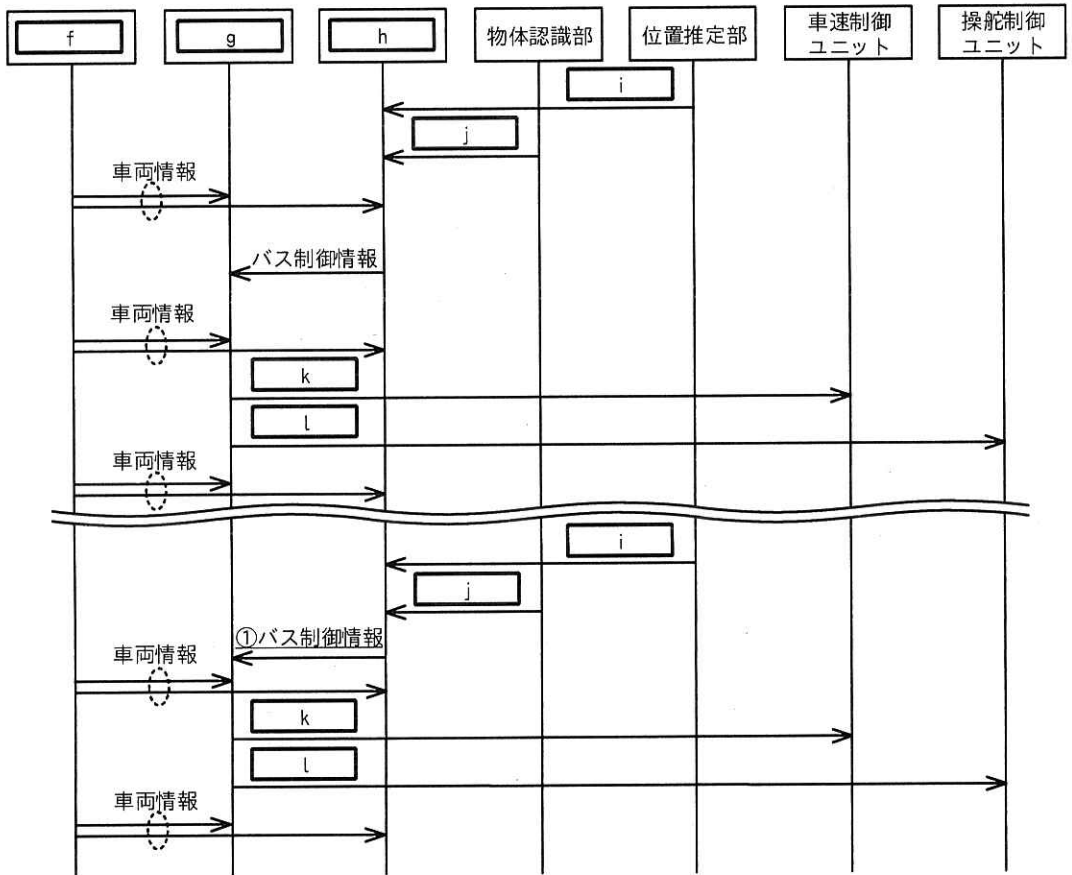 f
g
h
物体認識部
位置推定部
車速制御
ユニット
操舵制御
ユニット
i
j
車両情報
バス制御情報
車両情報
k
l
車両情報
i
j
①バス制御情報
車両情報
k
l
車両情報